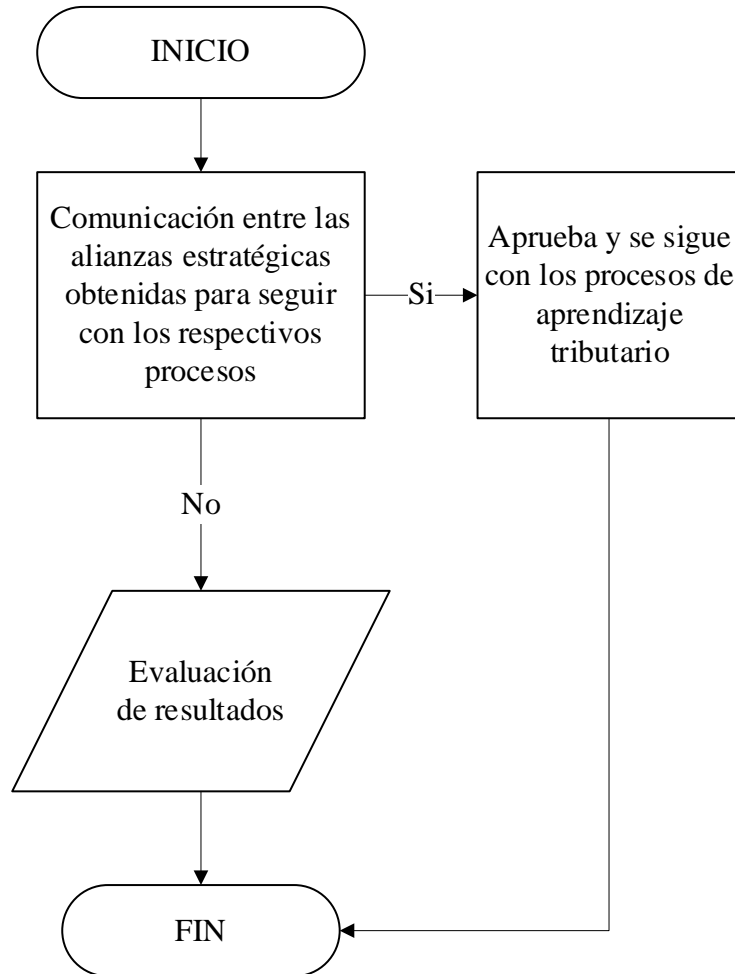 INICIO
Comunicación entre las
alianzas estratégicas
obtenidas para seguir
con los respectivos
procesos
Si
Aprueba y se sigue
con los procesos de
aprendizaje
tributario
No
Evaluación
de resultados
FIN